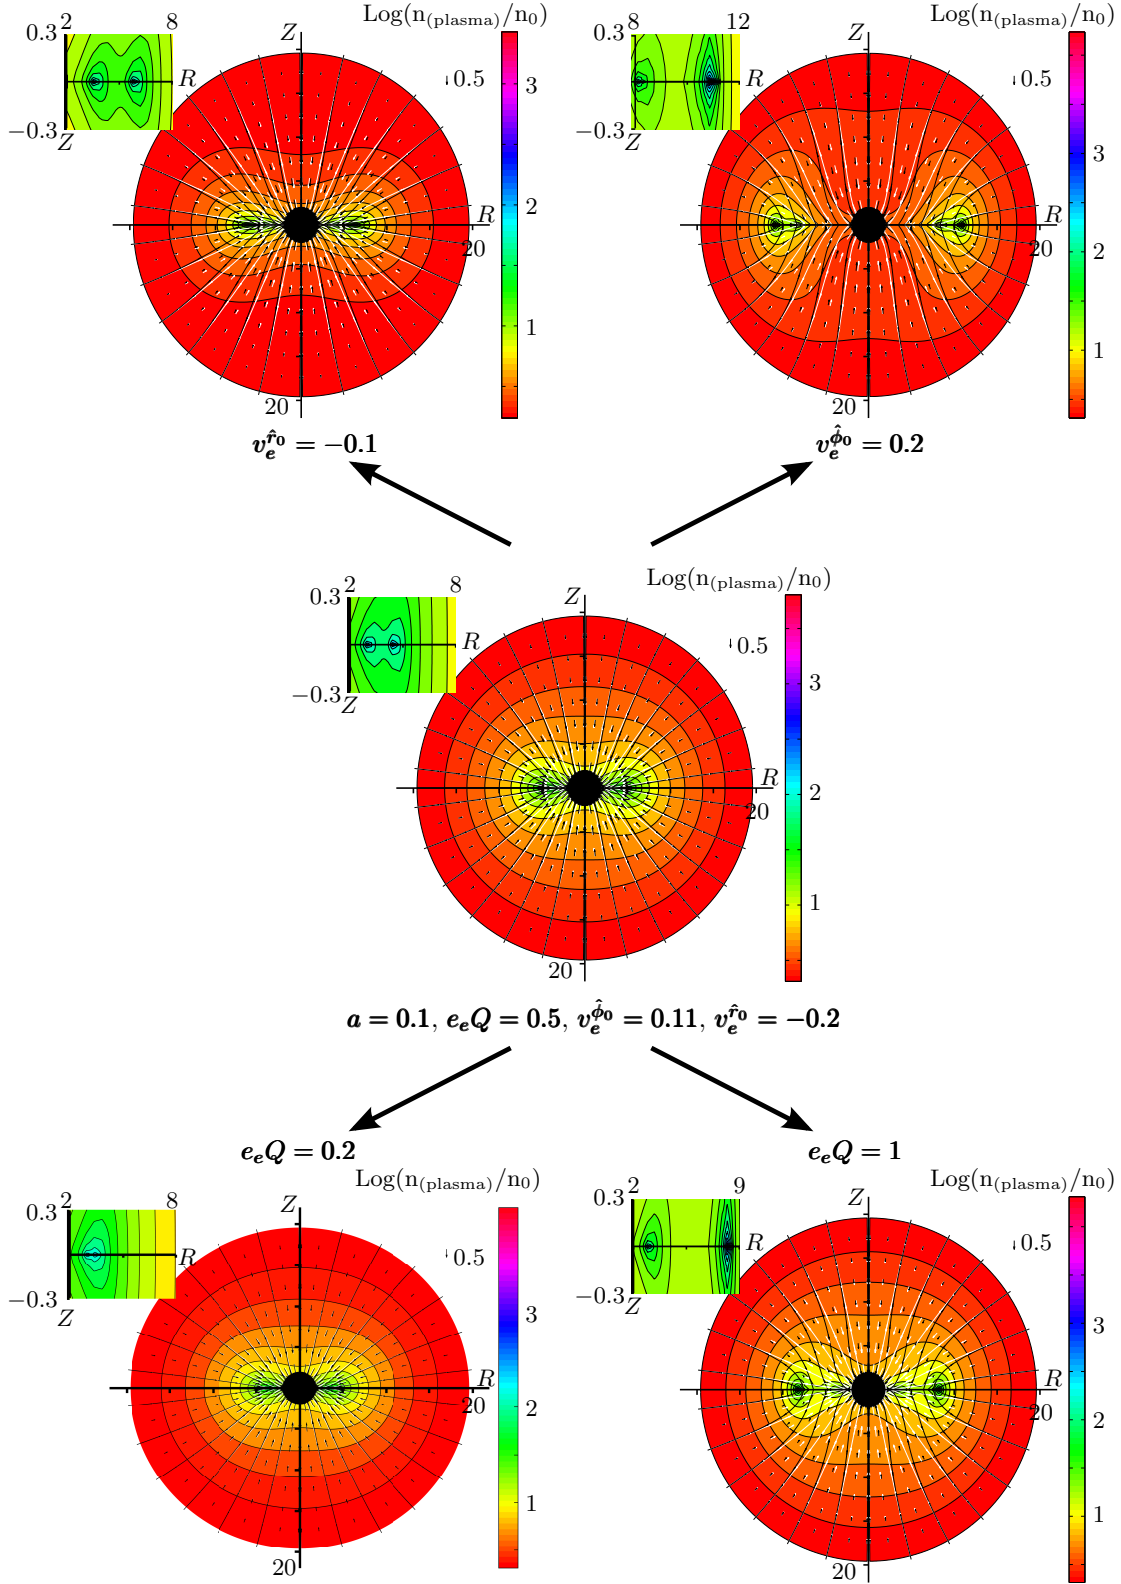 2 8 Log(n(plasma)/n0)
0.3 Z 3
R ↓0.5
−0.3 Z
2
R
20
1
20
v_e^{r̂0} = −0.1
8 12 Log(n(plasma)/n0)
0.3 Z
R ↓0.5
−0.3 Z
3
2
R
20
1
20
v_e^{ϕ̂0} = 0.2
2 8 Log(n(plasma)/n0)
0.3 Z
R ↓0.5
−0.3 Z
3
R
2
20
1
20
a = 0.1, e_eQ = 0.5, v_e^{ϕ̂0} = 0.11, v_e^{r̂0} = −0.2
e_eQ = 0.2
2 8 Log(n(plasma)/n0)
0.3 Z
R ↓0.5
−0.3 Z
3
R
20
2
1
20
e_eQ = 1
2 9 Log(n(plasma)/n0)
0.3 Z
R ↓0.5
−0.3 Z
3
R
20
2
1
20